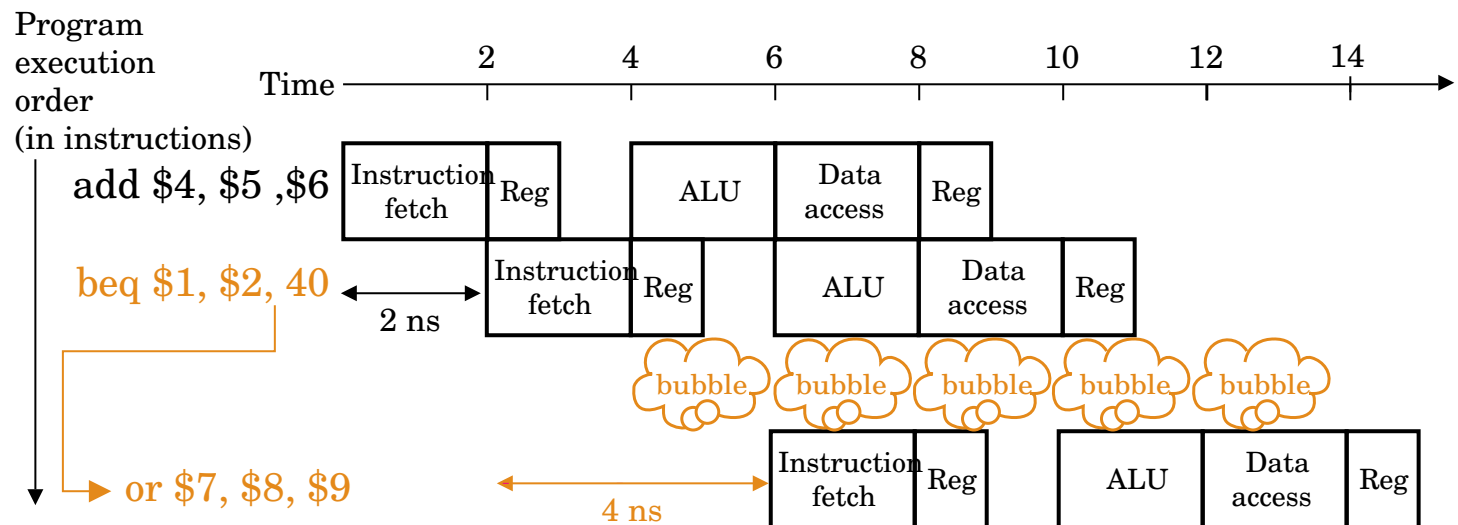 Program
execution
order
(in instructions)
Time
2 4 6 8 10 12 14
add $4, $5 ,$6
Instruction
fetch
Reg
ALU
Data
access
Reg
beq $1, $2, 40
2 ns
Instruction
fetch
Reg
ALU
Data
access
Reg
bubble bubble bubble bubble bubble
or $7, $8, $9
4 ns
Instruction
fetch
Reg
ALU
Data
access
Reg